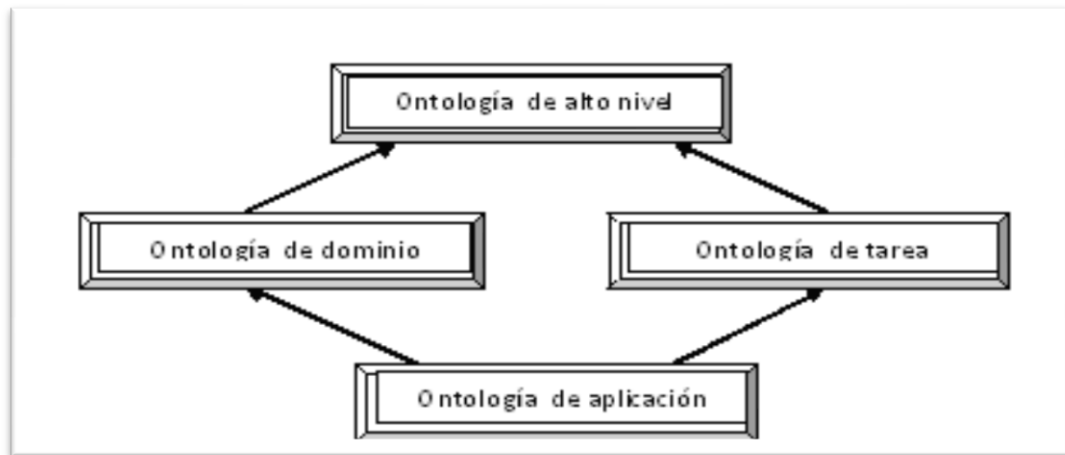 Ontología de alto nivel
Ontología de dominio
Ontología de tarea
Ontología de aplicación